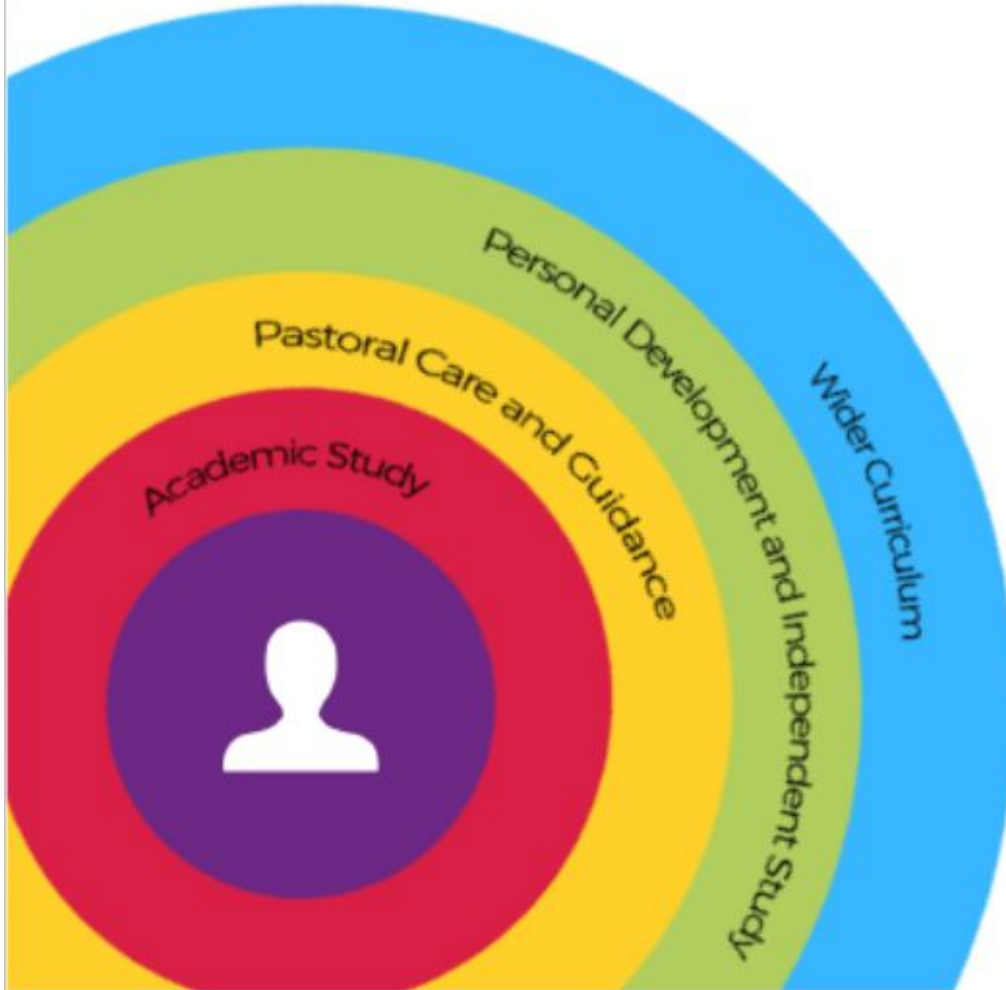 Personal Development and Independent Study
Wider Curriculum
Pastoral Care and Guidance
Academic Study